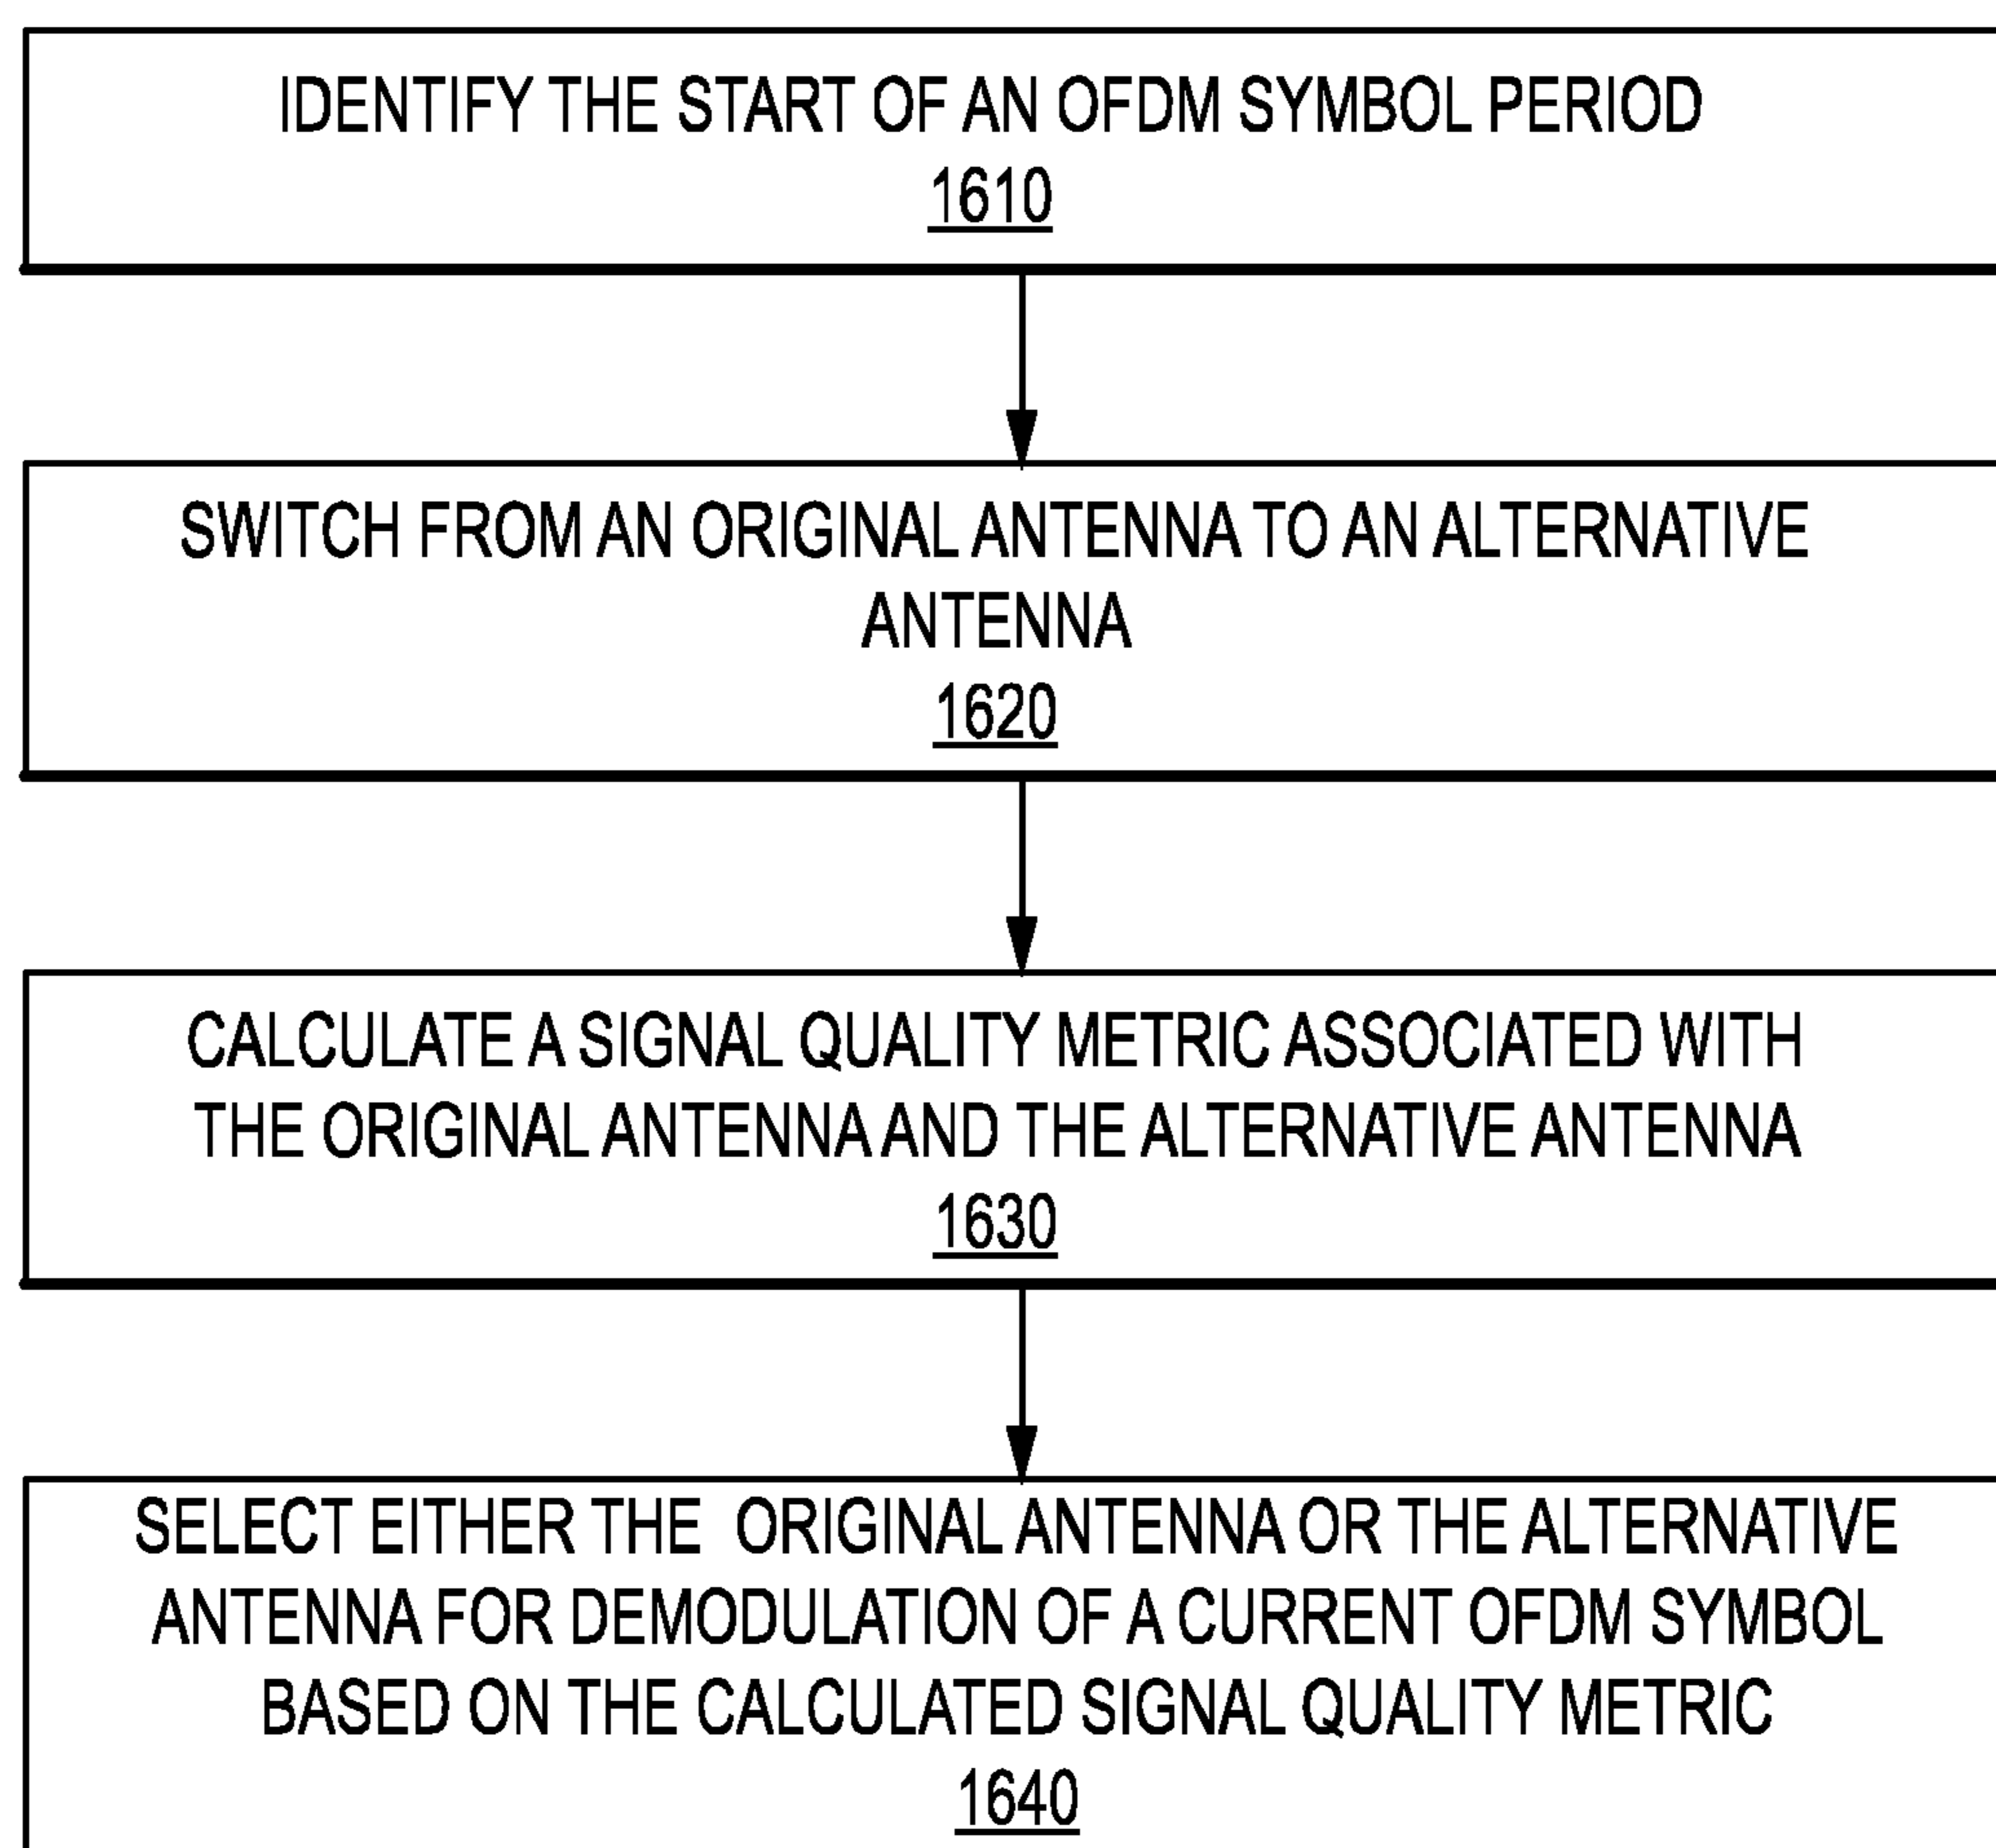 IDENTIFY THE START OF AN OFDM SYMBOL PERIOD
1610
SWITCH FROM AN ORIGINAL ANTENNA TO AN ALTERNATIVE
ANTENNA
1620
CALCULATE A SIGNAL QUALITY METRIC ASSOCIATED WITH
THE ORIGINAL ANTENNA AND THE ALTERNATIVE ANTENNA
1630
SELECT EITHER THE ORIGINAL ANTENNA OR THE ALTERNATIVE
ANTENNA FOR DEMODULATION OF A CURRENT OFDM SYMBOL
BASED ON THE CALCULATED SIGNAL QUALITY METRIC
1640